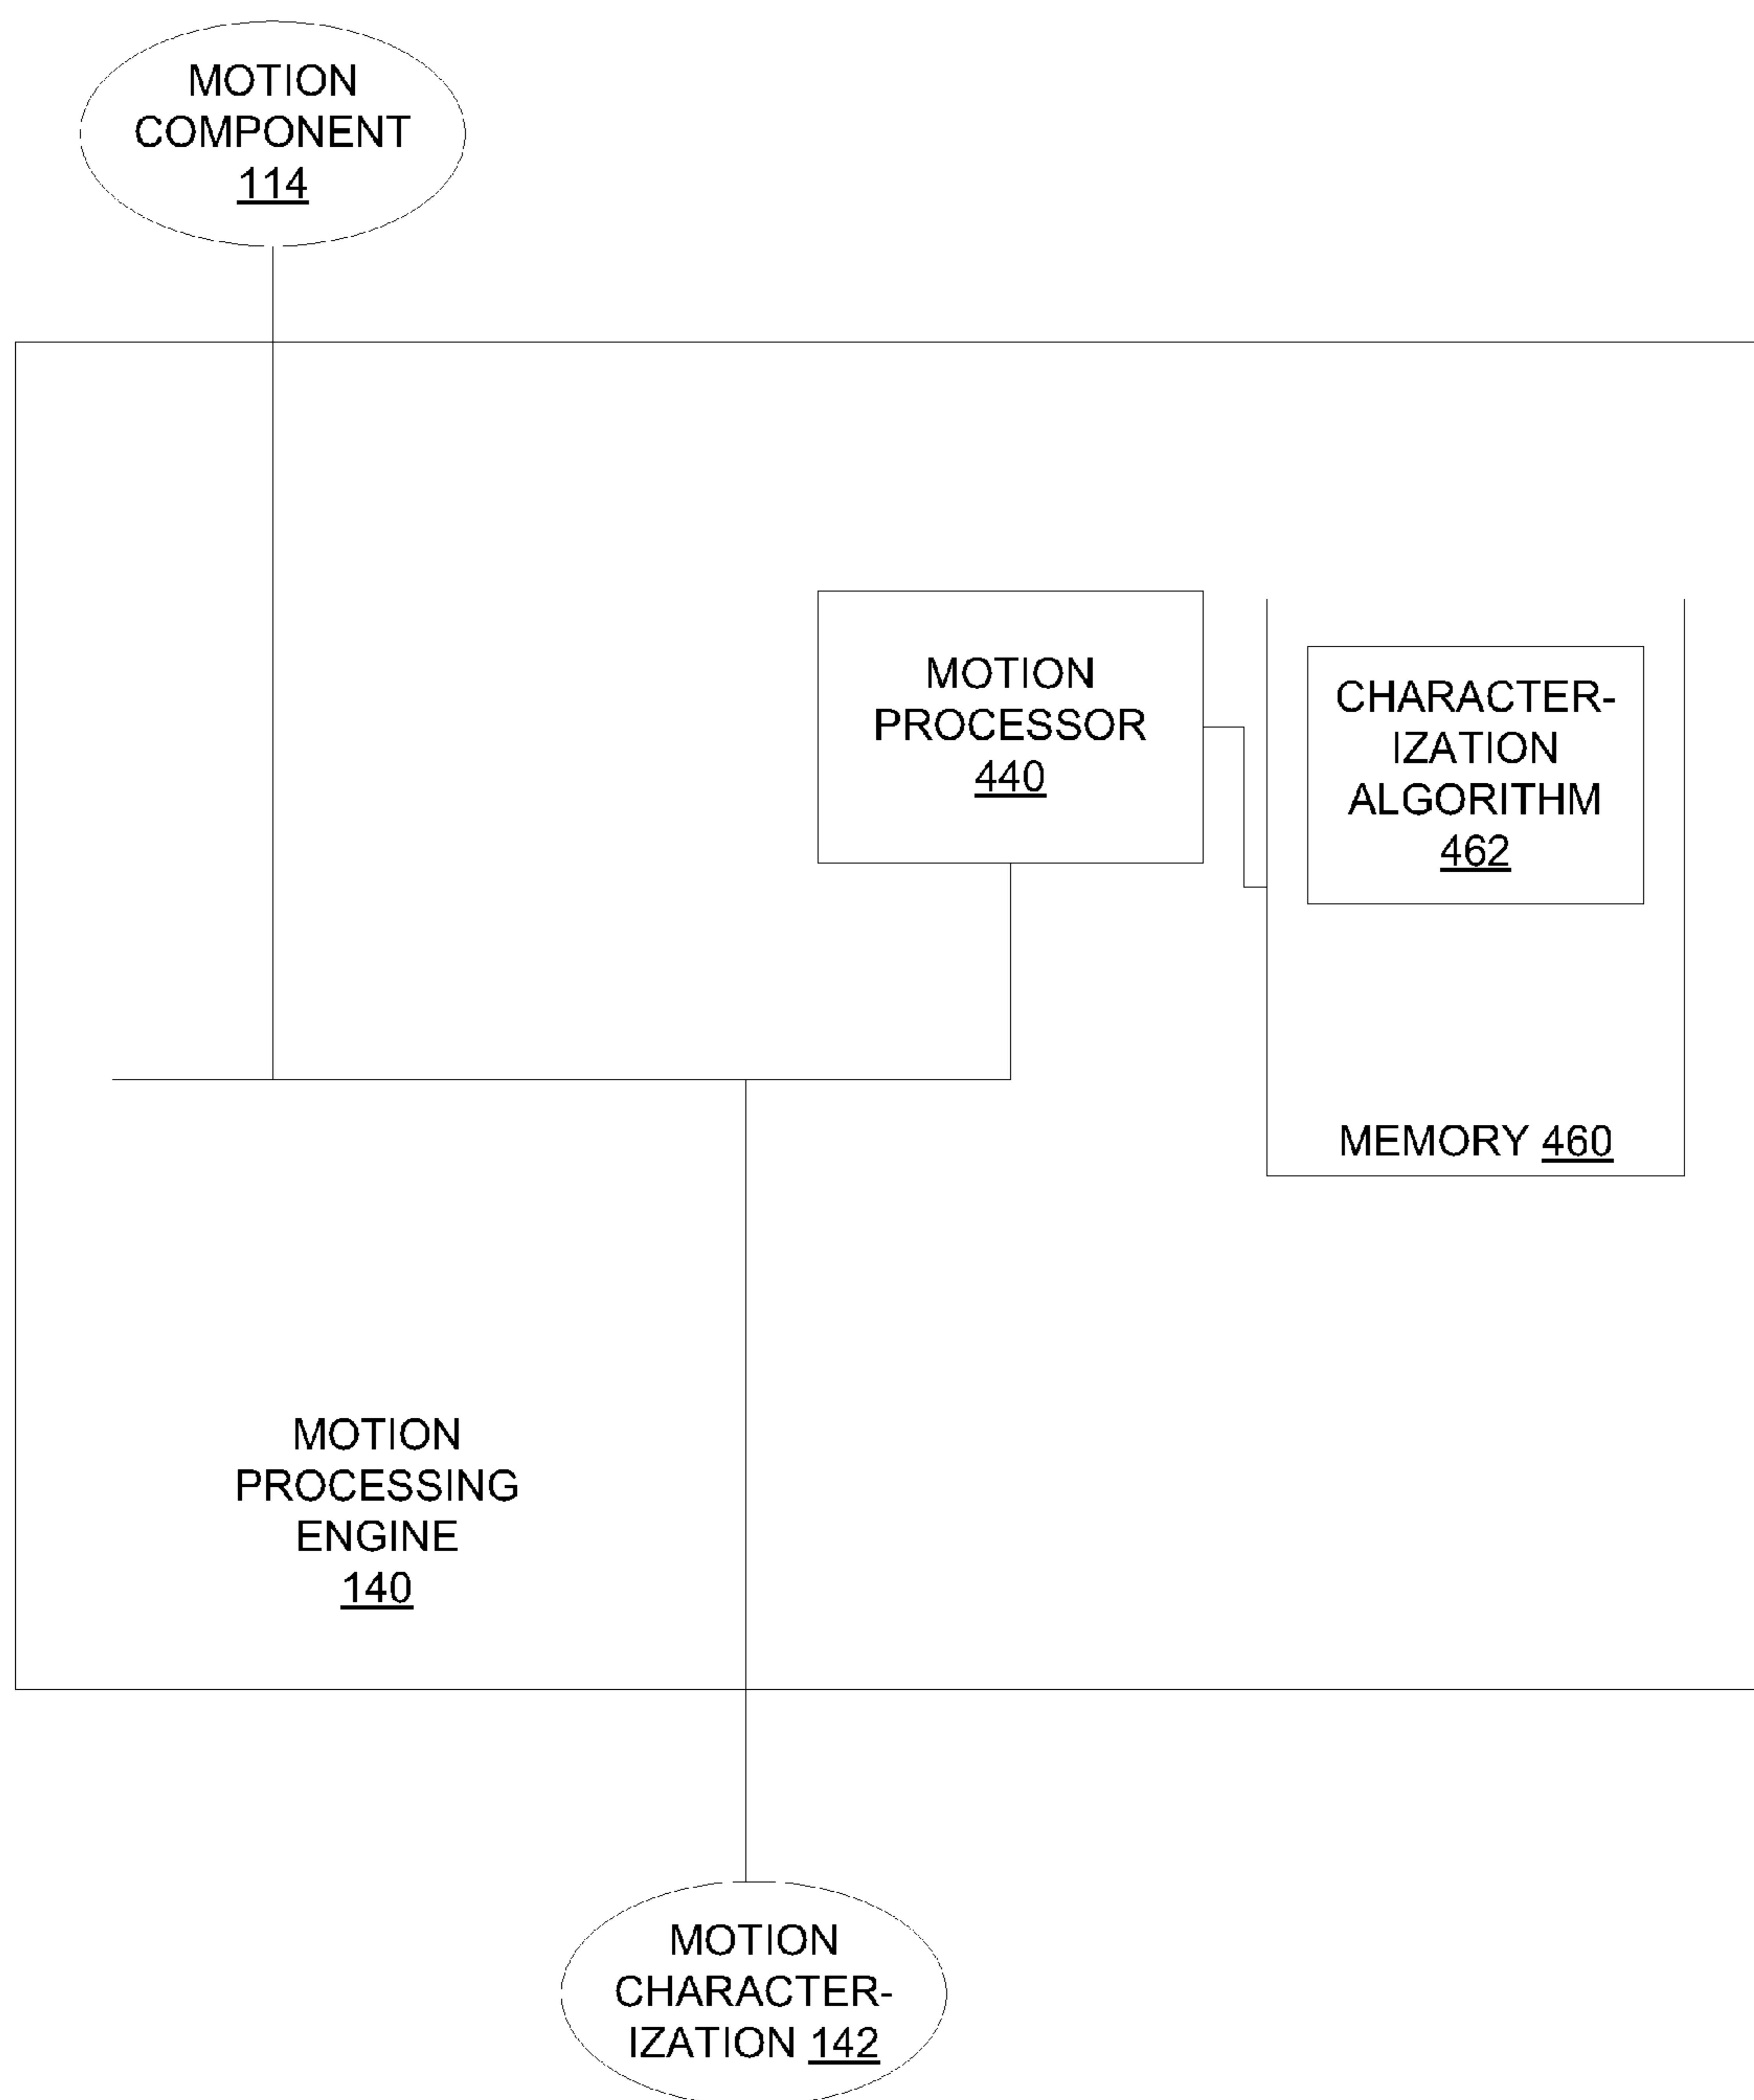 MOTION
COMPONENT
114
MOTION
PROCESSOR
440
CHARACTER-
IZATION
ALGORITHM
462
MEMORY 460
MOTION
PROCESSING
ENGINE
140
MOTION
CHARACTER-
IZATION 142